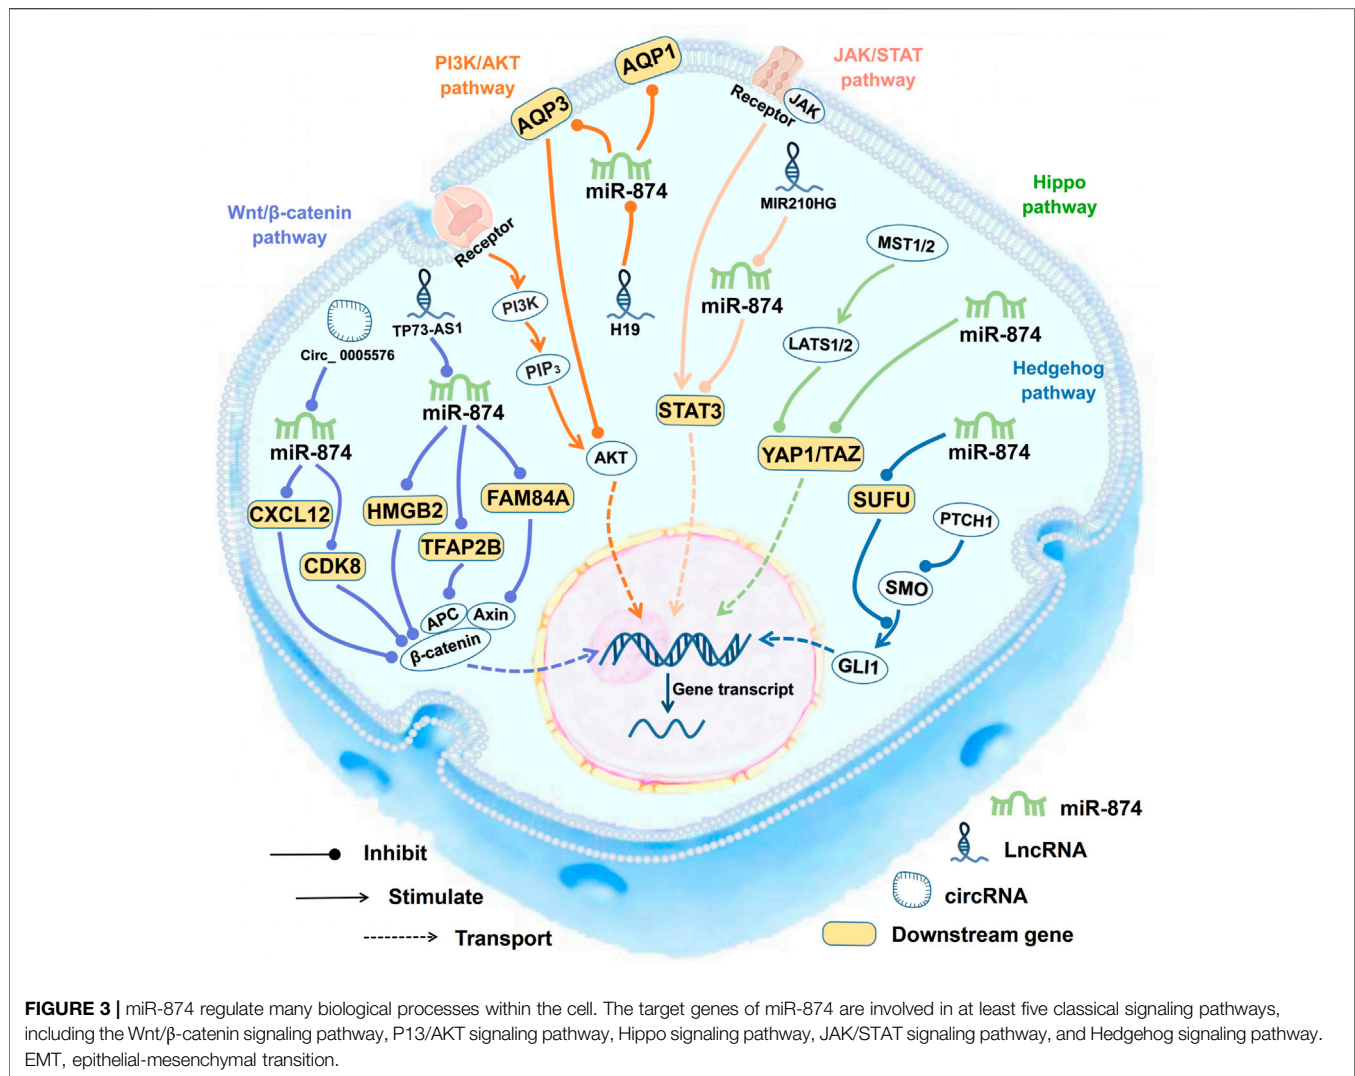 PI3K/AKT
pathway
AQP1
JAK/STAT
pathway
AQP3
Receptor
JAK
miR-874
MIR210HG
Hippo
pathway
Wnt/β-catenin
pathway
Receptor
MST1/2
miR-874
PI3K
TP73-AS1
H19
miR-874
Circ_ 0005576
LATS1/2
PIP3
Hedgehog
pathway
miR-874
STAT3
miR-874
AKT
YAP1/TAZ
miR-874
CXCL12
HMGB2
FAM84A
SUFU
PTCH1
TFAP2B
CDK8
SMO
APC
Axin
β-catenin
GLI1
Gene transcript
miR-874
Inhibit
LncRNA
Stimulate
circRNA
Transport
Downstream gene
FIGURE 3 | miR-874 regulate many biological processes within the cell. The target genes of miR-874 are involved in at least five classical signaling pathways,
including the Wnt/β-catenin signaling pathway, P13/AKT signaling pathway, Hippo signaling pathway, JAK/STAT signaling pathway, and Hedgehog signaling pathway.
EMT, epithelial-mesenchymal transition.